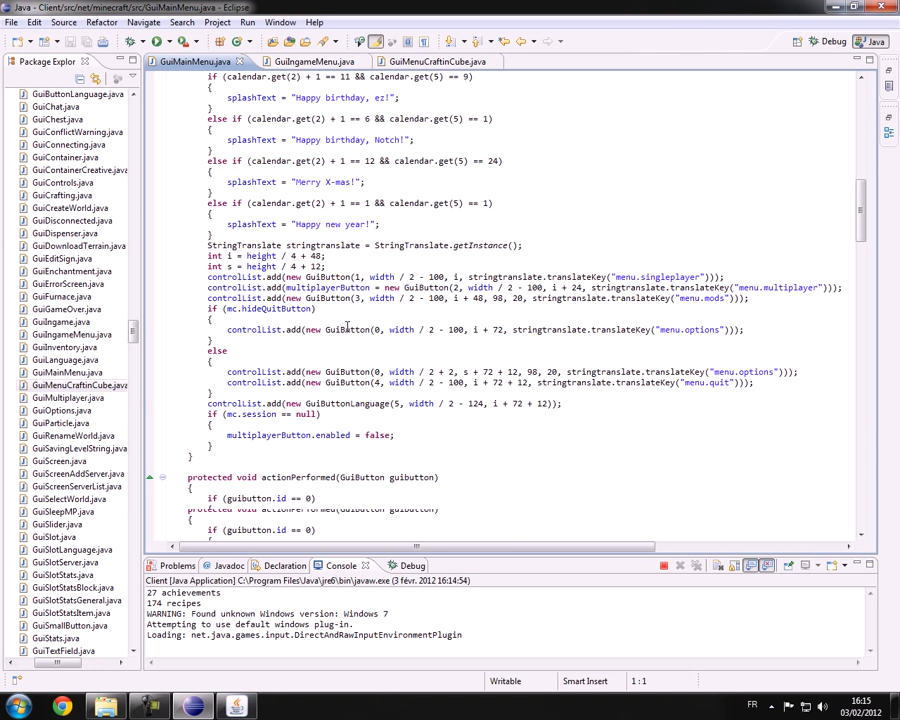 Java - Client/src/net/minecraft/src/GuiMainMenu.java - Eclipse
File Edit Source Refactor Navigate Search Project Run Window Help
Debug Java
Package Explor
GuiMainMenu.java GuiIngameMenu.java GuiMenuCraftinCube.java
GuiButtonLanguage.java
GuiChat.java
GuiChest.java
GuiConflictWarning.java
GuiConnecting.java
GuiContainer.java
GuiContainerCreative.java
GuiControls.java
GuiCrafting.java
GuiCreateWorld.java
GuiDisconnected.java
GuiDispenser.java
GuiDownloadTerrain.java
GuiEditSign.java
GuiEnchantment.java
GuiErrorScreen.java
GuiFurnace.java
GuiGameOver.java
GuiIngame.java
GuiIngameMenu.java
GuiInventory.java
GuiLanguage.java
GuiMainMenu.java
GuiMenuCraftinCube.java
GuiMultiplayer.java
GuiOptions.java
GuiParticle.java
GuiRenameWorld.java
GuiSavingLevelString.java
GuiScreen.java
GuiScreenAddServer.java
GuiScreenServerList.java
GuiSelectWorld.java
GuiSleepMP.java
GuiSlider.java
GuiSlot.java
GuiSlotLanguage.java
GuiSlotServer.java
GuiSlotStats.java
GuiSlotStatsBlock.java
GuiSlotStatsGeneral.java
GuiSlotStatsItem.java
GuiSmallButton.java
GuiStats.java
GuiTextField.java
if (calendar.get(2) + 1 == 11 && calendar.get(5) == 9)
{
splashText = "Happy birthday, ez!";
}
else if (calendar.get(2) + 1 == 6 && calendar.get(5) == 1)
{
splashText = "Happy birthday, Notch!";
}
else if (calendar.get(2) + 1 == 12 && calendar.get(5) == 24)
{
splashText = "Merry X-mas!";
}
else if (calendar.get(2) + 1 == 1 && calendar.get(5) == 1)
{
splashText = "Happy new year!";
}
StringTranslate stringtranslate = StringTranslate.getInstance();
int i = height / 4 + 48;
int s = height / 4 + 12;
controlList.add(new GuiButton(1, width / 2 - 100, i, stringtranslate.translateKey("menu.singleplayer")));
controlList.add(multiplayerButton = new GuiButton(2, width / 2 - 100, i + 24, stringtranslate.translateKey("menu.multiplayer")));
controlList.add(new GuiButton(3, width / 2 - 100, i + 48, 98, 20, stringtranslate.translateKey("menu.mods")));
if (mc.hideQuitButton)
{
controlList.add(new GuiButton(0, width / 2 - 100, i + 72, stringtranslate.translateKey("menu.options")));
}
else
{
controlList.add(new GuiButton(0, width / 2 + 2, s + 72 + 12, 98, 20, stringtranslate.translateKey("menu.options")));
controlList.add(new GuiButton(4, width / 2 - 100, i + 72 + 12, stringtranslate.translateKey("menu.quit")));
}
controlList.add(new GuiButtonLanguage(5, width / 2 - 124, i + 72 + 12));
if (mc.session == null)
{
multiplayerButton.enabled = false;
}
}
protected void actionPerformed(GuiButton guibutton)
{
if (guibutton.id == 0)
protected void actionPerformed(GuiButton guibutton)
{
if (guibutton.id == 0)
{
Problems Javadoc Declaration Console Debug
Client [Java Application] C:\Program Files\Java\jre6\bin\javaw.exe (3 févr. 2012 16:14:54)
27 achievements
174 recipes
WARNING: Found unknown Windows version: Windows 7
Attempting to use default windows plug-in.
Loading: net.java.games.input.DirectAndRawInputEnvironmentPlugin
Writable Smart Insert 1 : 1
FR 16:15
03/02/2012